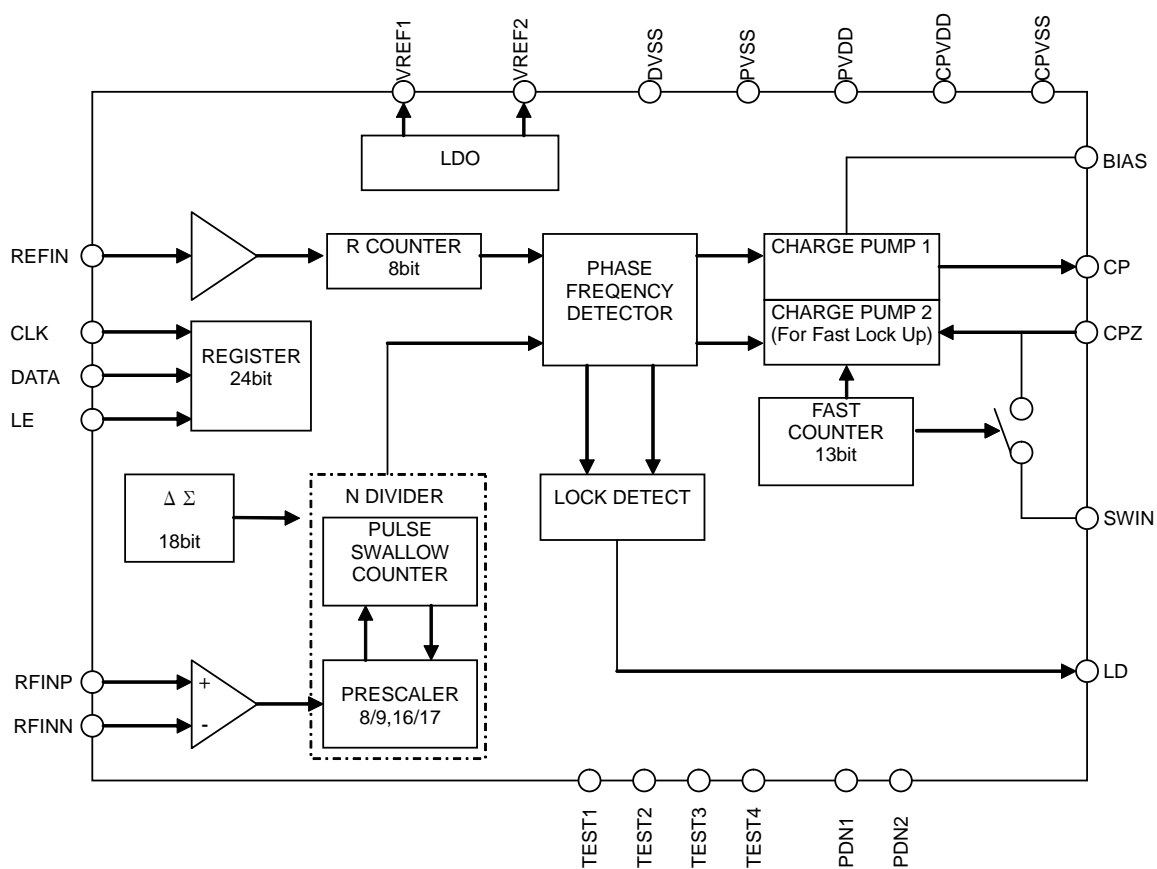 VREF1
VREF2
DVSS
PVSS
PVDD
CPVDD
CPVSS
LDO
BIAS
REFIN
R COUNTER
8bit
PHASE
FREQENCY
DETECTOR
CHARGE PUMP 1
CP
CHARGE PUMP 2
(For Fast Lock Up)
CPZ
CLK
DATA
LE
REGISTER
24bit
FAST
COUNTER
13bit
Δ Σ
18bit
N DIVIDER
PULSE
SWALLOW
COUNTER
LOCK DETECT
SWIN
RFINP
RFINN
+
-
PRESCALER
8/9,16/17
LD
TEST1
TEST2
TEST3
TEST4
PDN1
PDN2